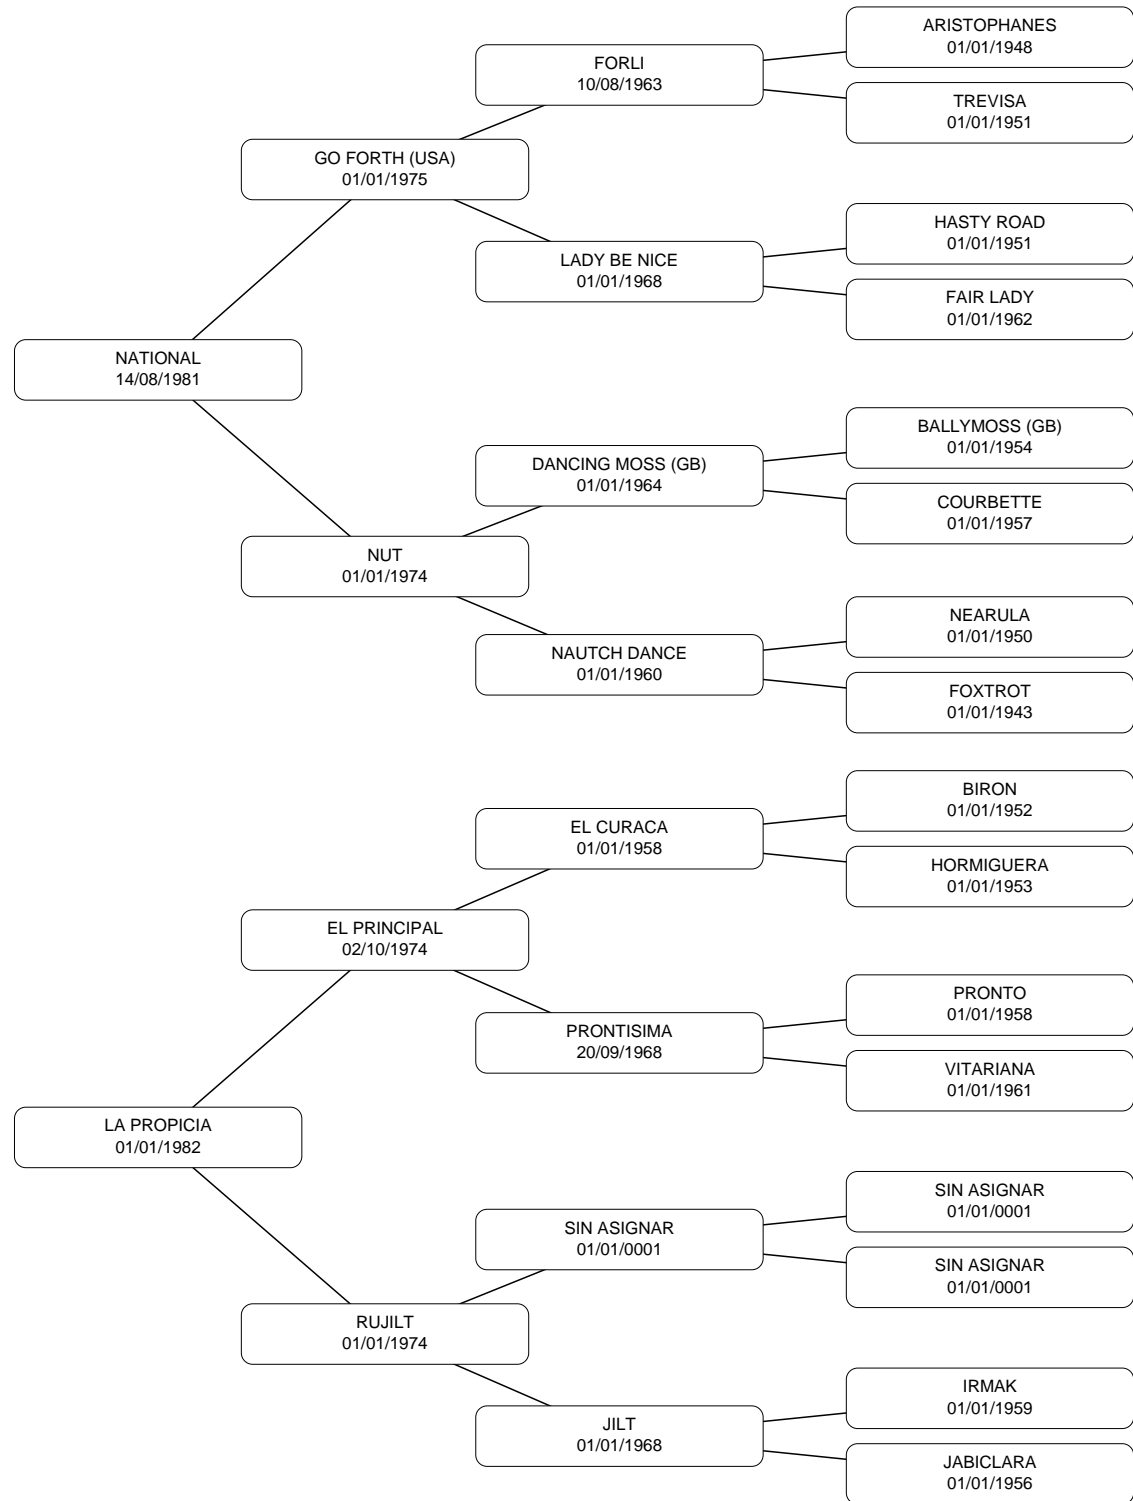 ARISTOPHANES
01/01/1948
FORLI
10/08/1963
TREVISA
01/01/1951
GO FORTH (USA)
01/01/1975
HASTY ROAD
01/01/1951
LADY BE NICE
01/01/1968
FAIR LADY
01/01/1962
NATIONAL
14/08/1981
BALLYMOSS (GB)
01/01/1954
DANCING MOSS (GB)
01/01/1964
COURBETTE
01/01/1957
NUT
01/01/1974
NEARULA
01/01/1950
NAUTCH DANCE
01/01/1960
FOXTROT
01/01/1943
BIRON
01/01/1952
EL CURACA
01/01/1958
HORMIGUERA
01/01/1953
EL PRINCIPAL
02/10/1974
PRONTO
01/01/1958
PRONTISIMA
20/09/1968
VITARIANA
01/01/1961
LA PROPICIA
01/01/1982
SIN ASIGNAR
01/01/0001
SIN ASIGNAR
01/01/0001
SIN ASIGNAR
01/01/0001
RUJILT
01/01/1974
IRMAK
01/01/1959
JILT
01/01/1968
JABICLARA
01/01/1956